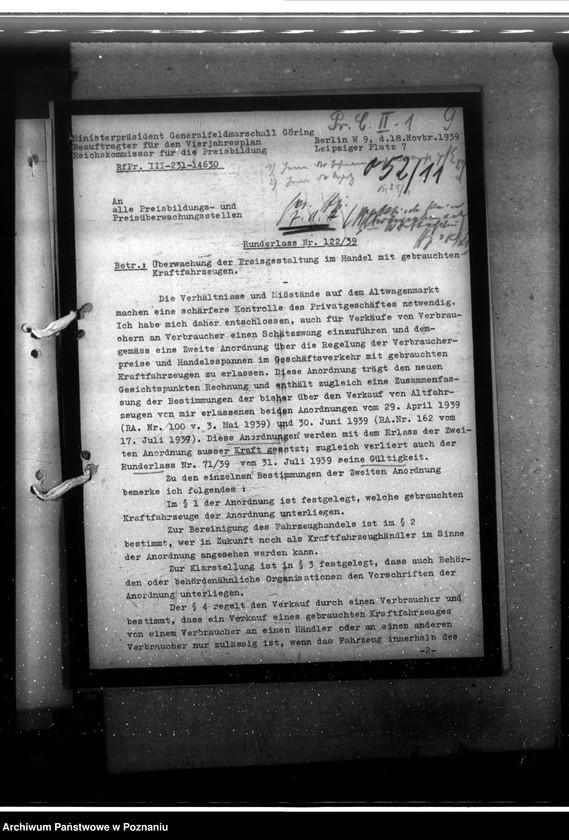 Pr. C. II - 1 9
Ministerpräsident Generalfeldmarschall Göring
Beauftragter für den Vierjahresplan
Reichskommissar für die Preisbildung
Berlin W 9, d.18.Novbr.1939
Leipziger Platz 7
RfPr. III-231-14630
52/11
An
alle Preisbildungs- und
Preisüberwachungsstellen
Runderlass Nr. 122/39
Betr.: Überwachung der Preisgestaltung im Handel mit gebrauchten
Kraftfahrzeugen.
Die Verhältnisse und Mißstände auf dem Altwagenmarkt
machen eine schärfere Kontrolle des Privatgeschäftes notwendig.
Ich habe mich daher entschlossen, auch für Verkäufe von Verbrau-
chern an Verbraucher einen Schätzzwang einzuführen und dem-
gemäss eine Zweite Anordnung über die Regelung der Verbraucher-
preise und Handelsspannen im Geschäftsverkehr mit gebrauchten
Kraftfahrzeugen zu erlassen. Diese Anordnung trägt den neuen
Gesichtspunkten Rechnung und enthält zugleich eine Zusammenfas-
sung der Bestimmungen der bisher über den Verkauf von Altfahr-
zeugen von mir erlassenen beiden Anordnungen vom 29. April 1939
(RA. Nr. 100 v. 3. Mai 1939) und 30. Juni 1939 (RA.Nr. 162 vom
17. Juli 1939). Diese Anordnungen werden mit dem Erlass der Zwei-
ten Anordnung ausser Kraft gesetzt; zugleich verliert auch der
Runderlass Nr. 71/39 vom 31. Juli 1939 seine Gültigkeit.
Zu den einzelnen Bestimmungen der Zweiten Anordnung
bemerke ich folgendes :
Im § 1 der Anordnung ist festgelegt, welche gebrauchten
Kraftfahrzeuge der Anordnung unterliegen.
Zur Bereinigung des Fahrzeughandels ist im § 2
bestimmt, wer in Zukunft noch als Kraftfahrzeughändler im Sinne
der Anordnung angesehen werden kann.
Zur Klarstellung ist in § 3 festgelegt, dass auch Behör-
den oder behördenähnliche Organisationen den Vorschriften der
Anordnung unterliegen.
Der § 4 regelt den Verkauf durch einen Verbraucher und
bestimmt, dass ein Verkauf eines gebrauchten Kraftfahrzeuges
von einem Verbraucher an einen Händler oder an einen anderen
Verbraucher nur zulässig ist, wenn das Fahrzeug innerhalb des
-2-
Archiwum Państwowe w Poznaniu